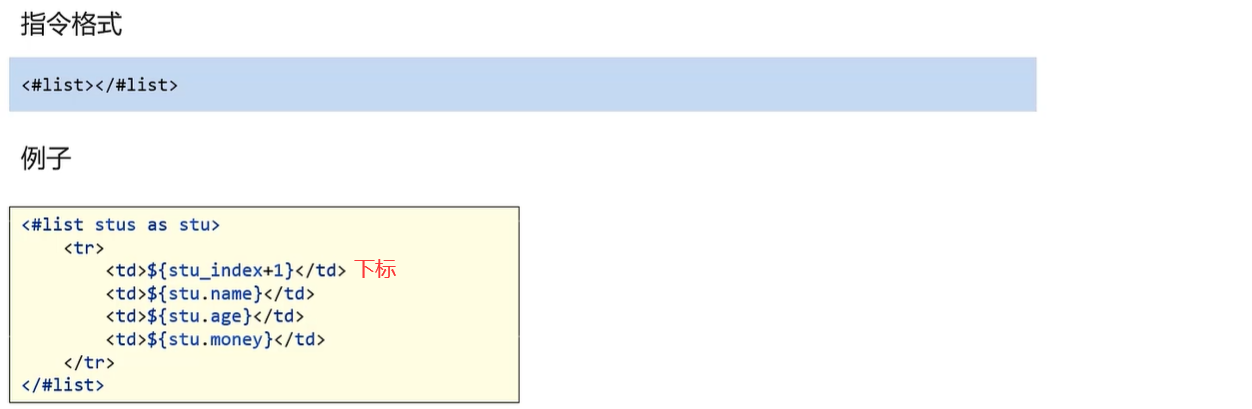 指令格式
<#list></#list>
例子
<#list stus as stu>
<tr>
<td>${stu_index+1}</td> 下标
<td>${stu.name}</td>
<td>${stu.age}</td>
<td>${stu.money}</td>
</tr>
</#list>